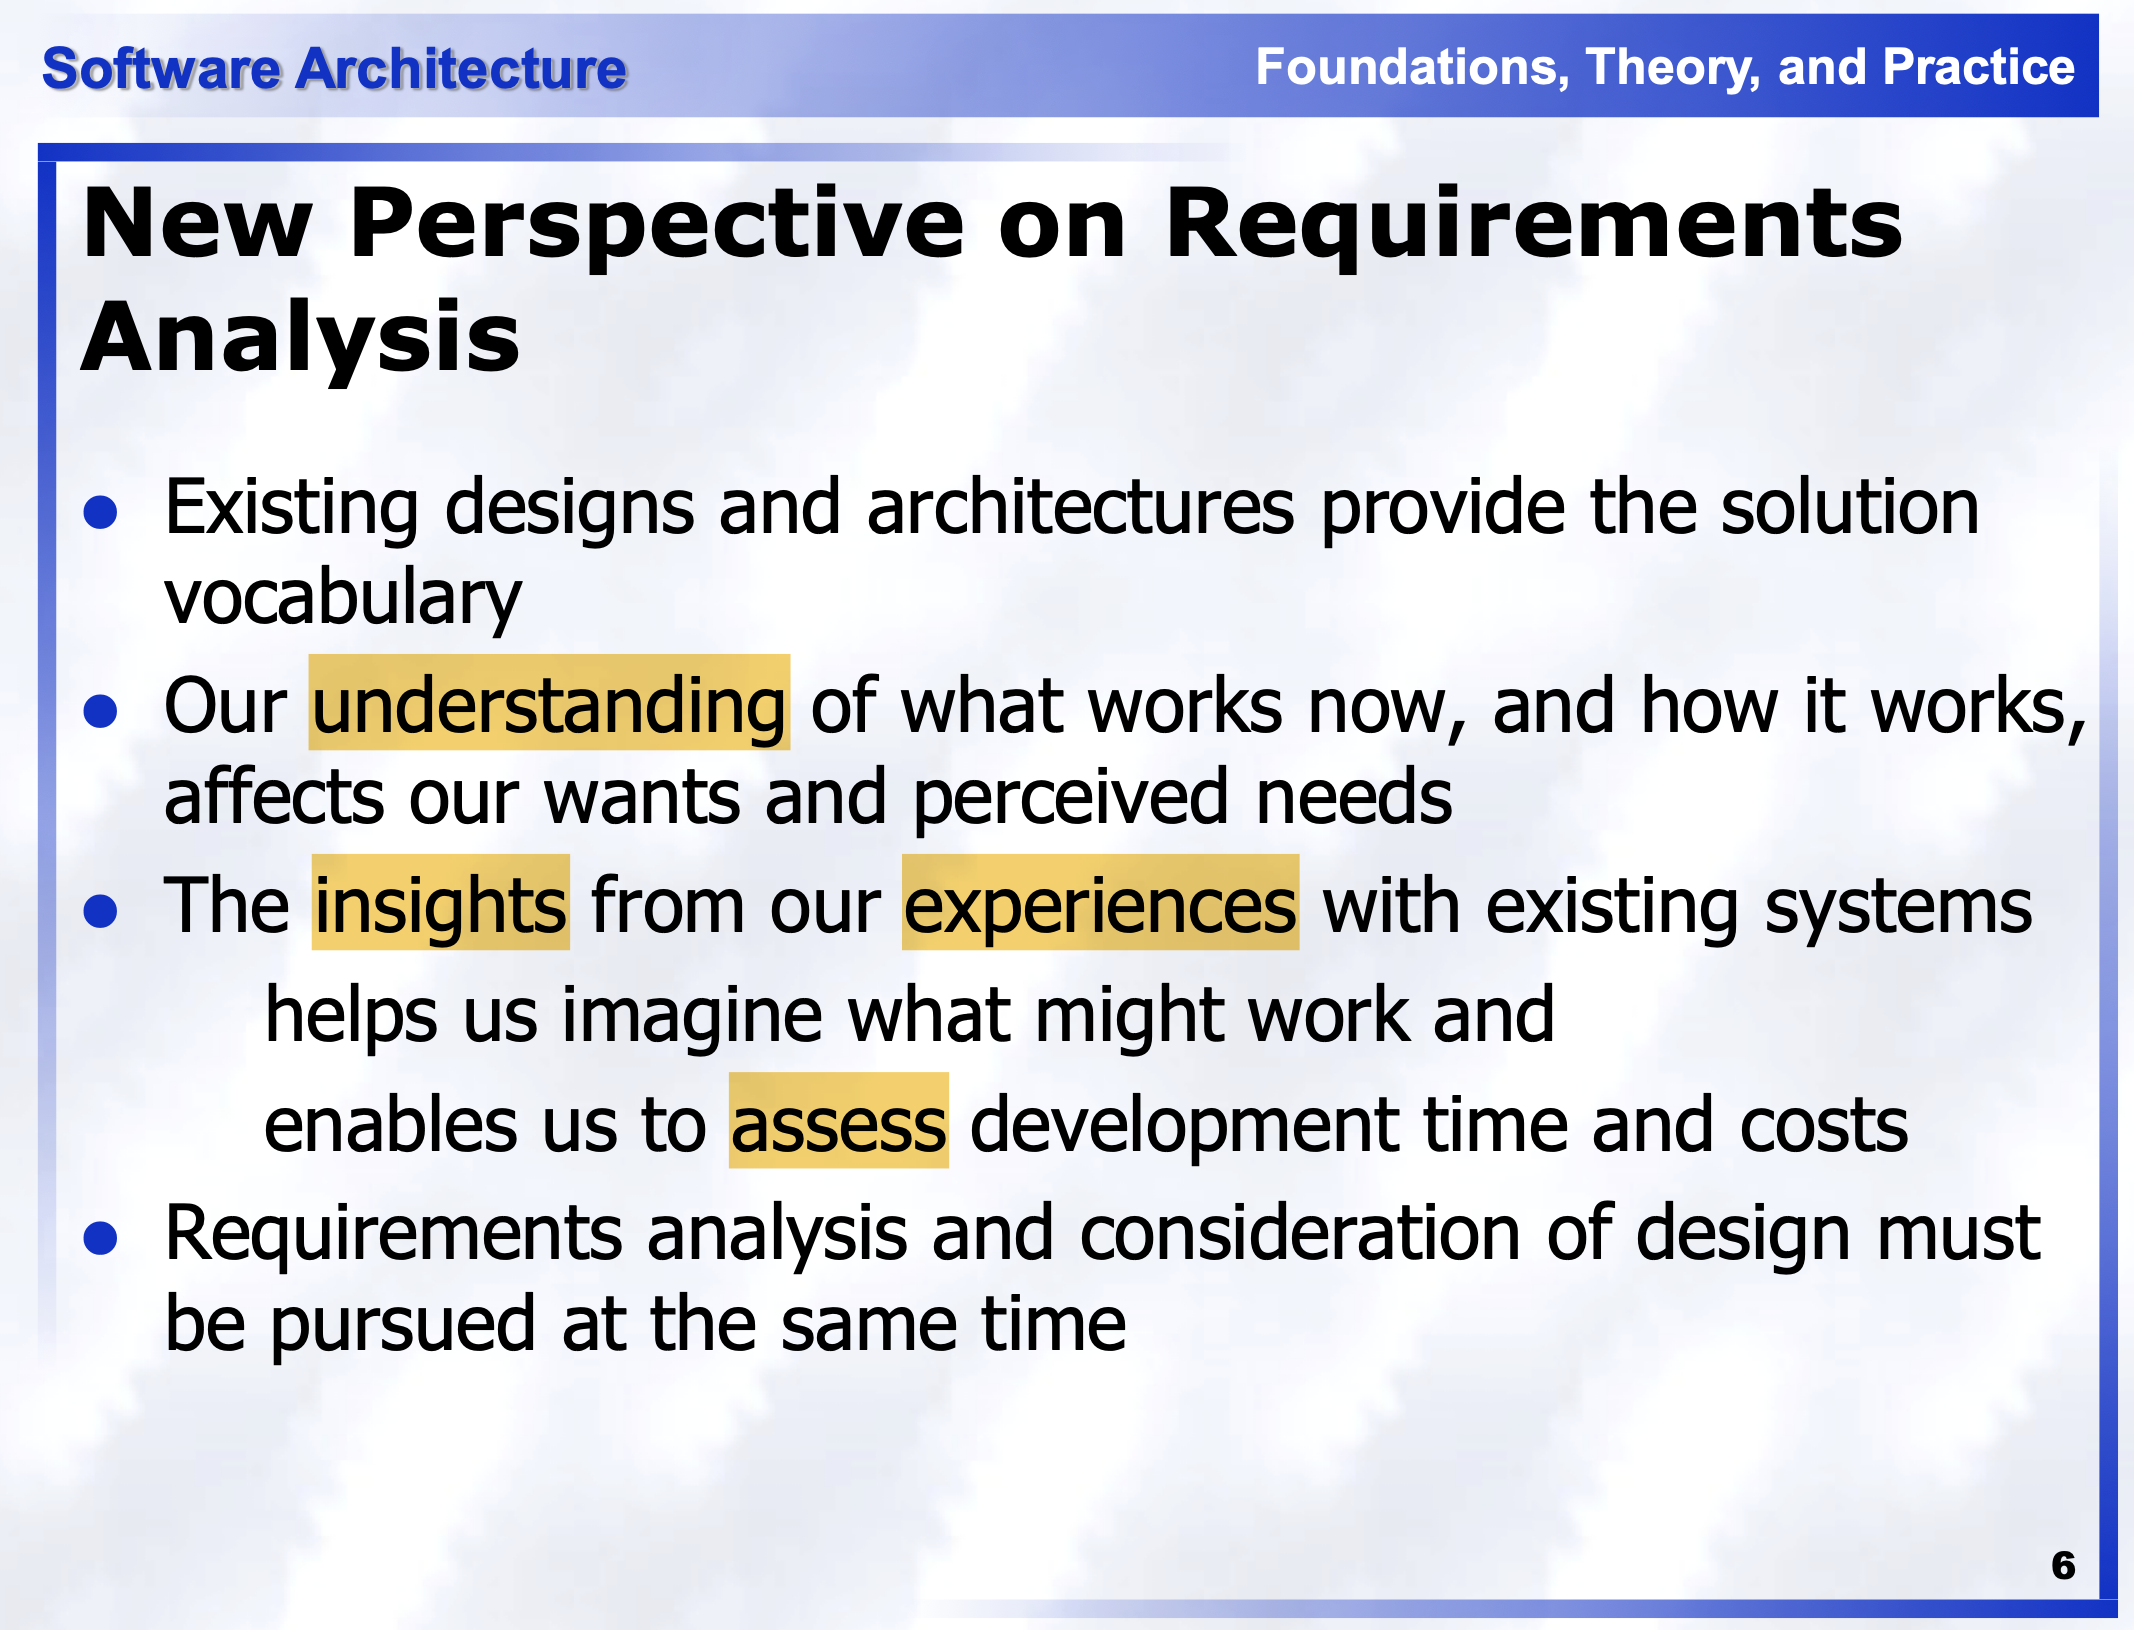 Software Architecture
Foundations, Theory, and Practice
New Perspective on Requirements
Analysis
Existing designs and architectures provide the solution
vocabulary
Our understanding of what works now, and how it works,
affects our wants and perceived needs
The insights from our experiences with existing systems
helps us imagine what might work and
enables us to assess development time and costs
Requirements analysis and consideration of design must
be pursued at the same time
6